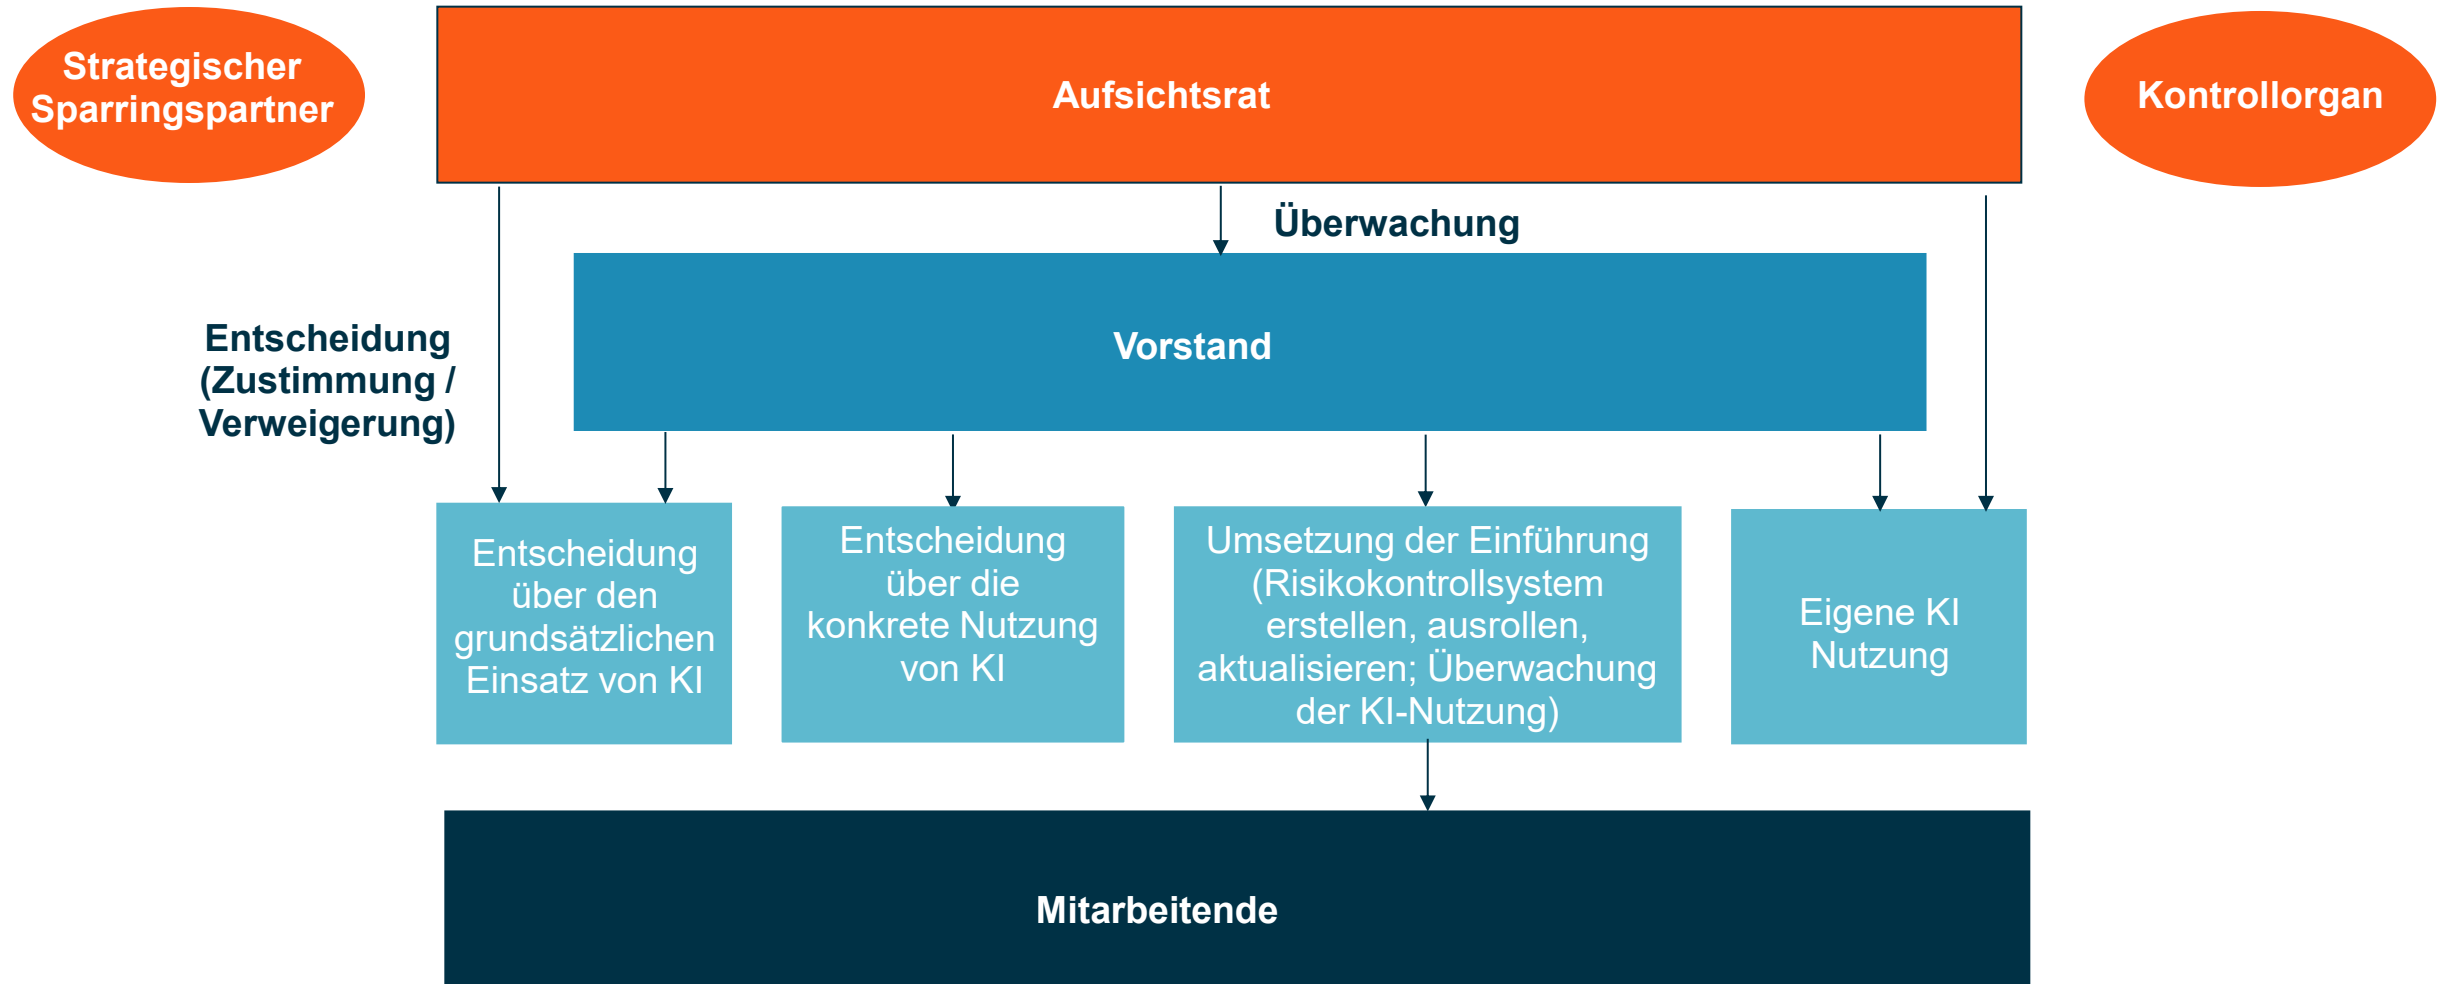 Strategischer
Sparringspartner
Aufsichtsrat
Kontrollorgan
Überwachung
Vorstand
Entscheidung
(Zustimmung /
Verweigerung)
Entscheidung
über den
grundsätzlichen
Einsatz von KI
Entscheidung
über die
konkrete Nutzung
von KI
Umsetzung der Einführung
(Risikokontrollsystem
erstellen, ausrollen,
aktualisieren; Überwachung
der KI-Nutzung)
Eigene KI
Nutzung
Mitarbeitende